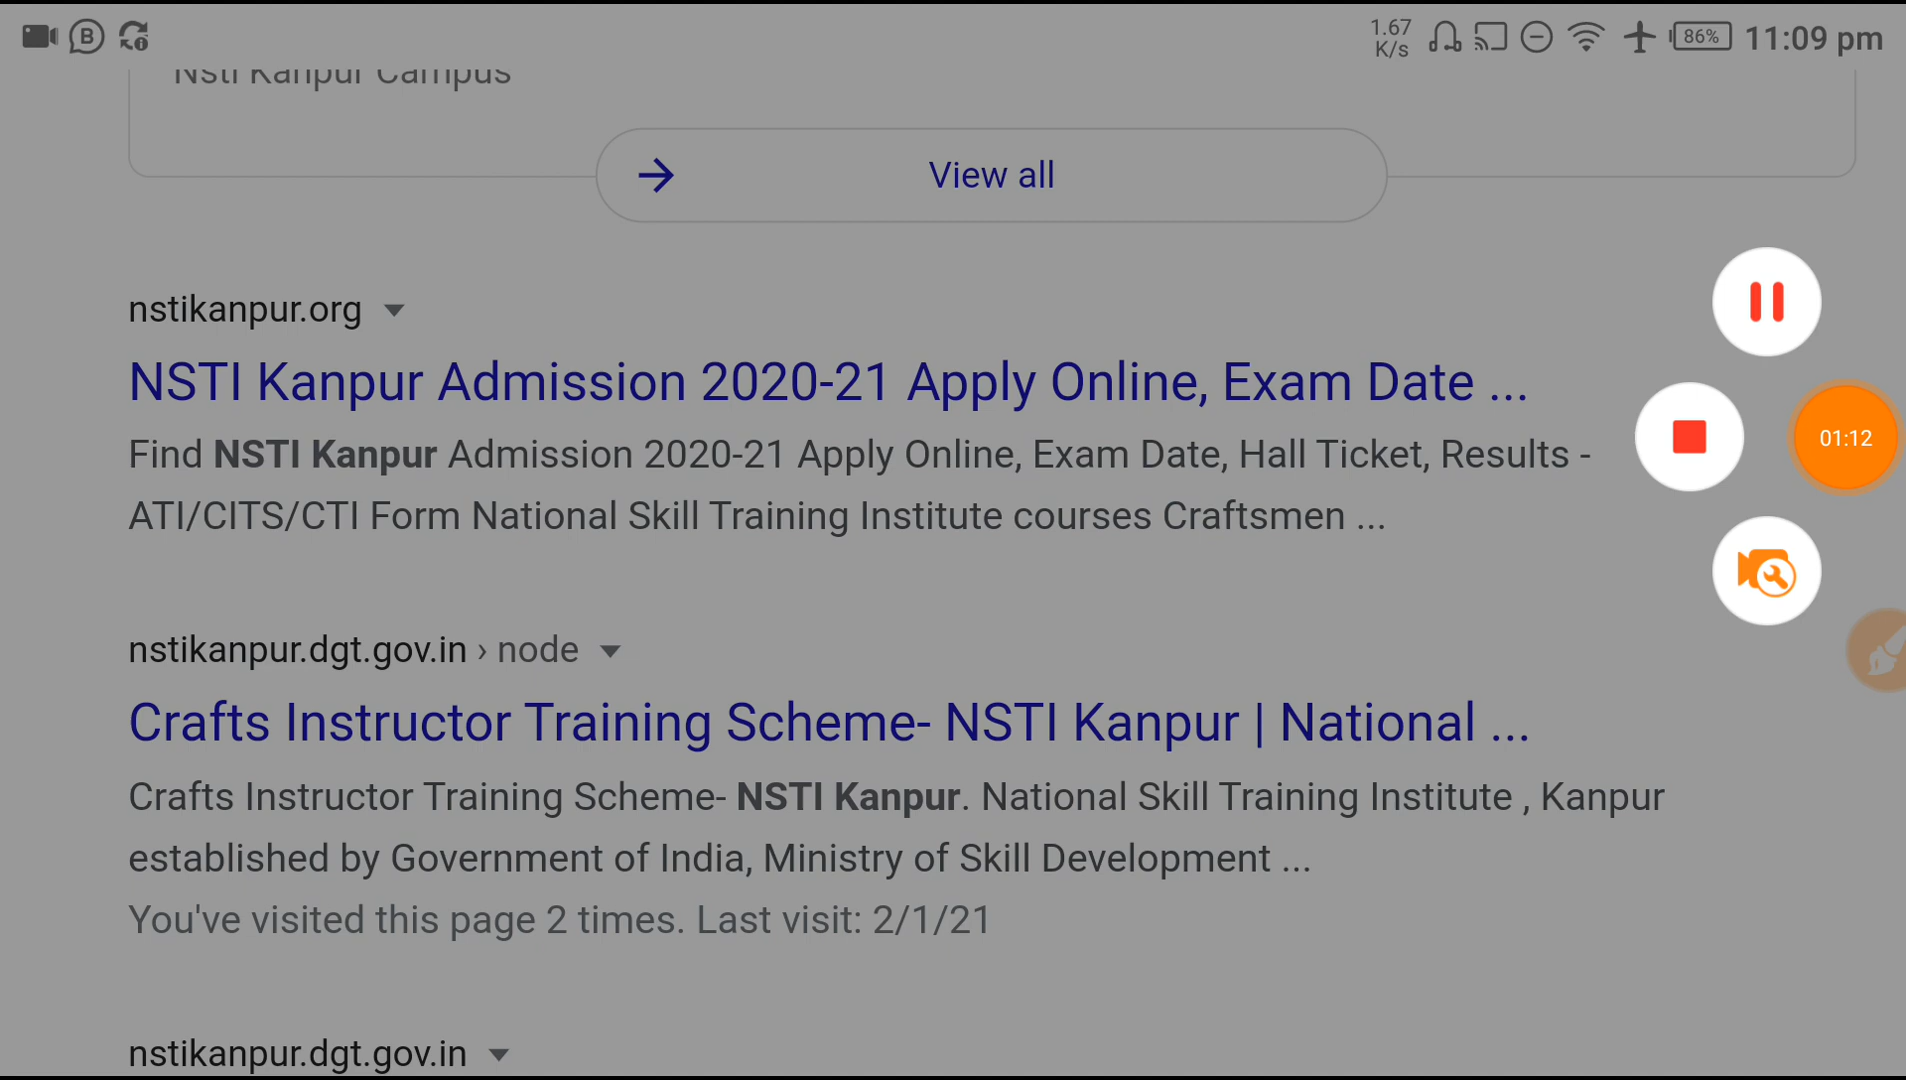 1.67
K/s
86%
11:09 pm
Nsti Kanpur Campus
View all
nstikanpur.org
NSTI Kanpur Admission 2020-21 Apply Online, Exam Date ...
Find NSTI Kanpur Admission 2020-21 Apply Online, Exam Date, Hall Ticket, Results -
ATI/CITS/CTI Form National Skill Training Institute courses Craftsmen ...
01:12
nstikanpur.dgt.gov.in › node
Crafts Instructor Training Scheme- NSTI Kanpur | National ...
Crafts Instructor Training Scheme- NSTI Kanpur. National Skill Training Institute , Kanpur
established by Government of India, Ministry of Skill Development ...
You've visited this page 2 times. Last visit: 2/1/21
nstikanpur.dgt.gov.in